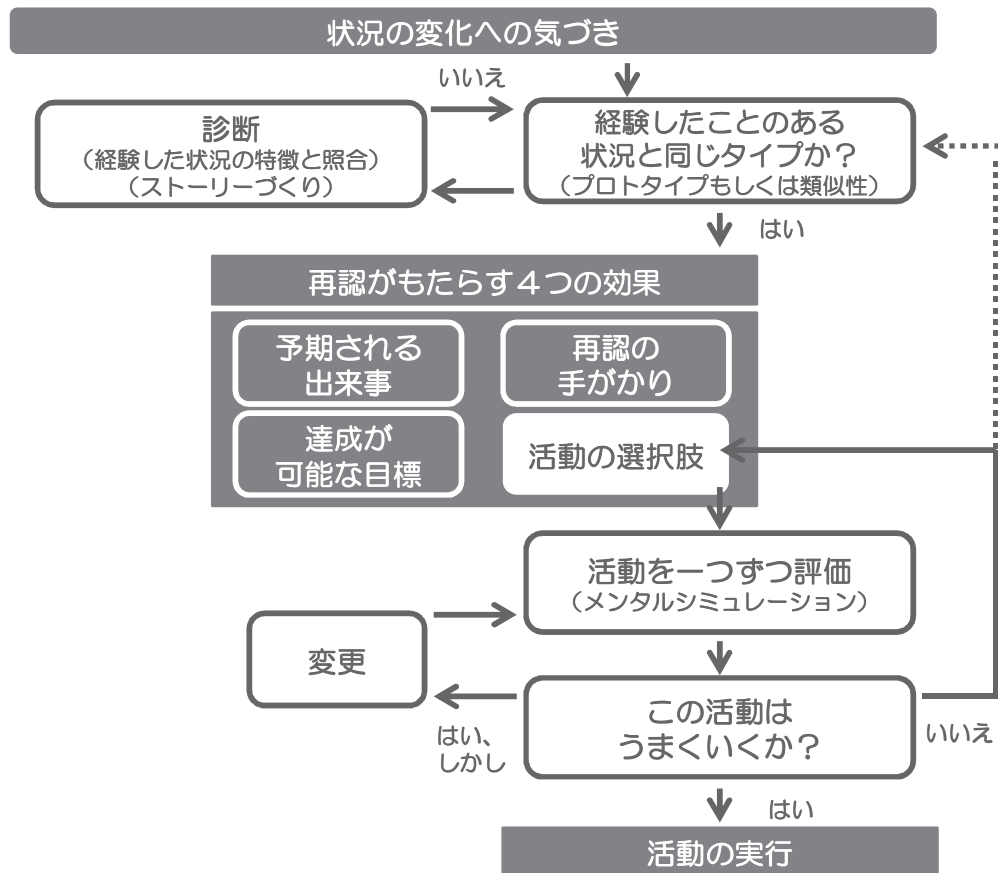 状況の変化への気づき
いいえ
診断
（経験した状況の特徴と照合）
（ストーリーづくり）
経験したことのある
状況と同じタイプか？
（プロトタイプもしくは類似性）
はい
再認がもたらす４つの効果
予期される
出来事
再認の
手がかり
達成が
可能な目標
活動の選択肢
活動を一つずつ評価
（メンタルシミュレーション）
変更
はい、
しかし
この活動は
うまくいくか？
いいえ
はい
活動の実行